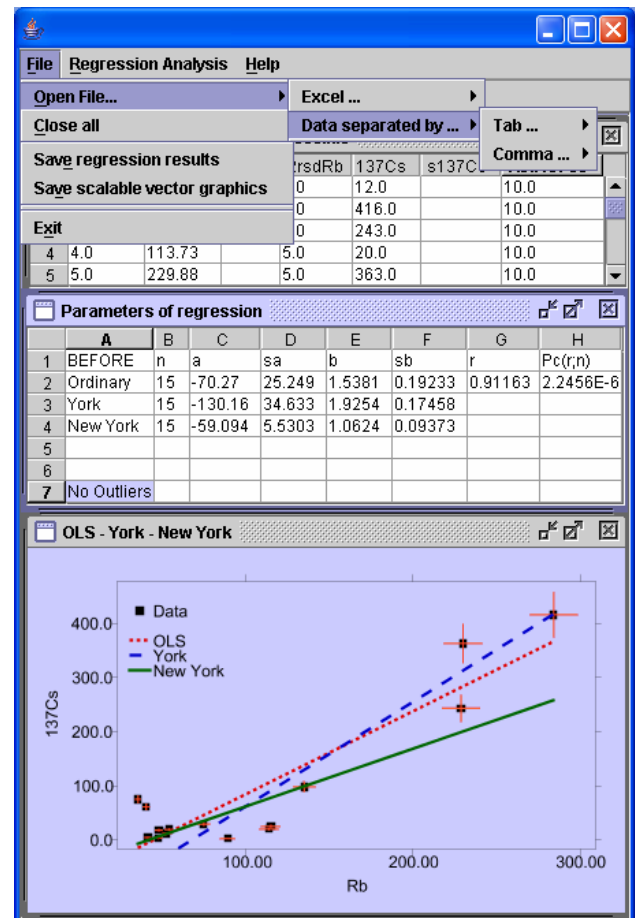 File Regression Analysis Help
Open File...
Close all
Save regression results
Save scalable vector graphics
Exit
Excel ...
Data separated by ...
Tab ...
Comma ...
rsdRb 137Cs s137C
0 12.0 10.0
0 416.0 10.0
0 243.0 10.0
4 4.0 113.73 5.0 20.0 10.0
5 5.0 229.88 5.0 363.0 10.0
Parameters of regression
A B C D E F G H
1 BEFORE n a sa b sb r Pc(r;n)
2 Ordinary 15 -70.27 25.249 1.5381 0.19233 0.91163 2.2456E-6
3 York 15 -130.16 34.633 1.9254 0.17458
4 New York 15 -59.094 5.5303 1.0624 0.09373
5
6
7 No Outliers
OLS - York - New York
Data
OLS
York
New York
400.0
300.0
200.0
100.0
0.0
137Cs
100.00 200.00 300.00
Rb